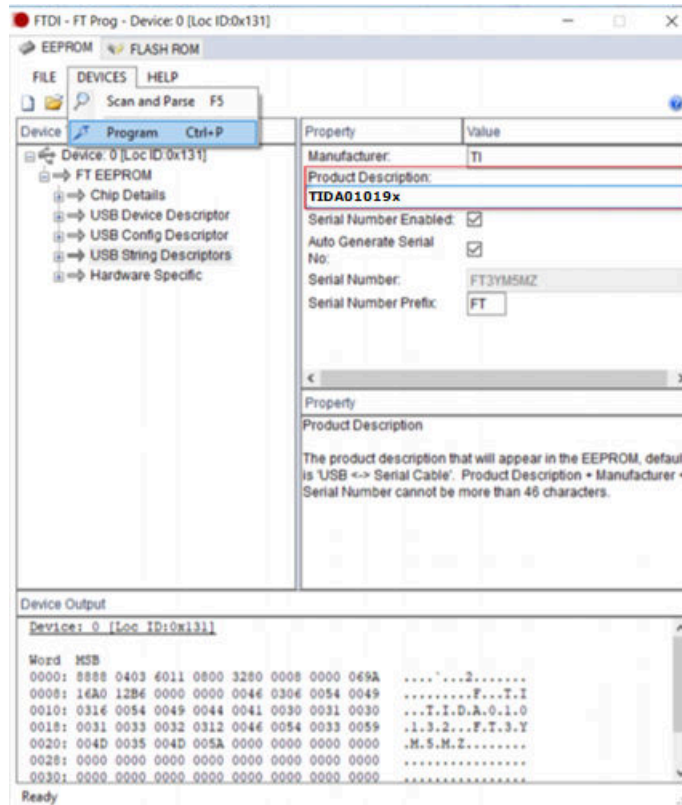 FTDI - FT Prog - Device: 0 [Loc ID:0x131]
EEPROM FLASH ROM
FILE DEVICES HELP
Scan and Parse F5
Program Ctrl+P
Device
Property Value
Device: 0 [Loc ID:0x131]
FT EEPROM
Chip Details
USB Device Descriptor
USB Config Descriptor
USB String Descriptors
Hardware Specific
Manufacturer: TI
Product Description:
TIDA01019x
Serial Number Enabled:
Auto Generate Serial
No:
Serial Number: FT3YM5MZ
Serial Number Prefix: FT
Property
Product Description
The product description that will appear in the EEPROM, defaul
is 'USB <-> Serial Cable'. Product Description + Manufacturer +
Serial Number cannot be more than 46 characters.
Device Output
Device: 0 [Loc ID:0x131]
Word MSB
0000: 8888 0403 6011 0800 3280 0008 0000 069A ....`...2.......
0008: 16A0 12B6 0000 0000 0046 0306 0054 0049 .........F...T.I
0010: 0316 0054 0049 0044 0041 0030 0031 0030 ...T.I.D.A.0.1.0
0018: 0031 0033 0032 0312 0046 0054 0033 0059 .1.3.2...F.T.3.Y
0020: 004D 0035 004D 005A 0000 0000 0000 0000 .M.5.M.Z........
0028: 0000 0000 0000 0000 0000 0000 0000 0000 ................
0030: 0000 0000 0000 0000 0000 0000 0000 0000 ................
Ready